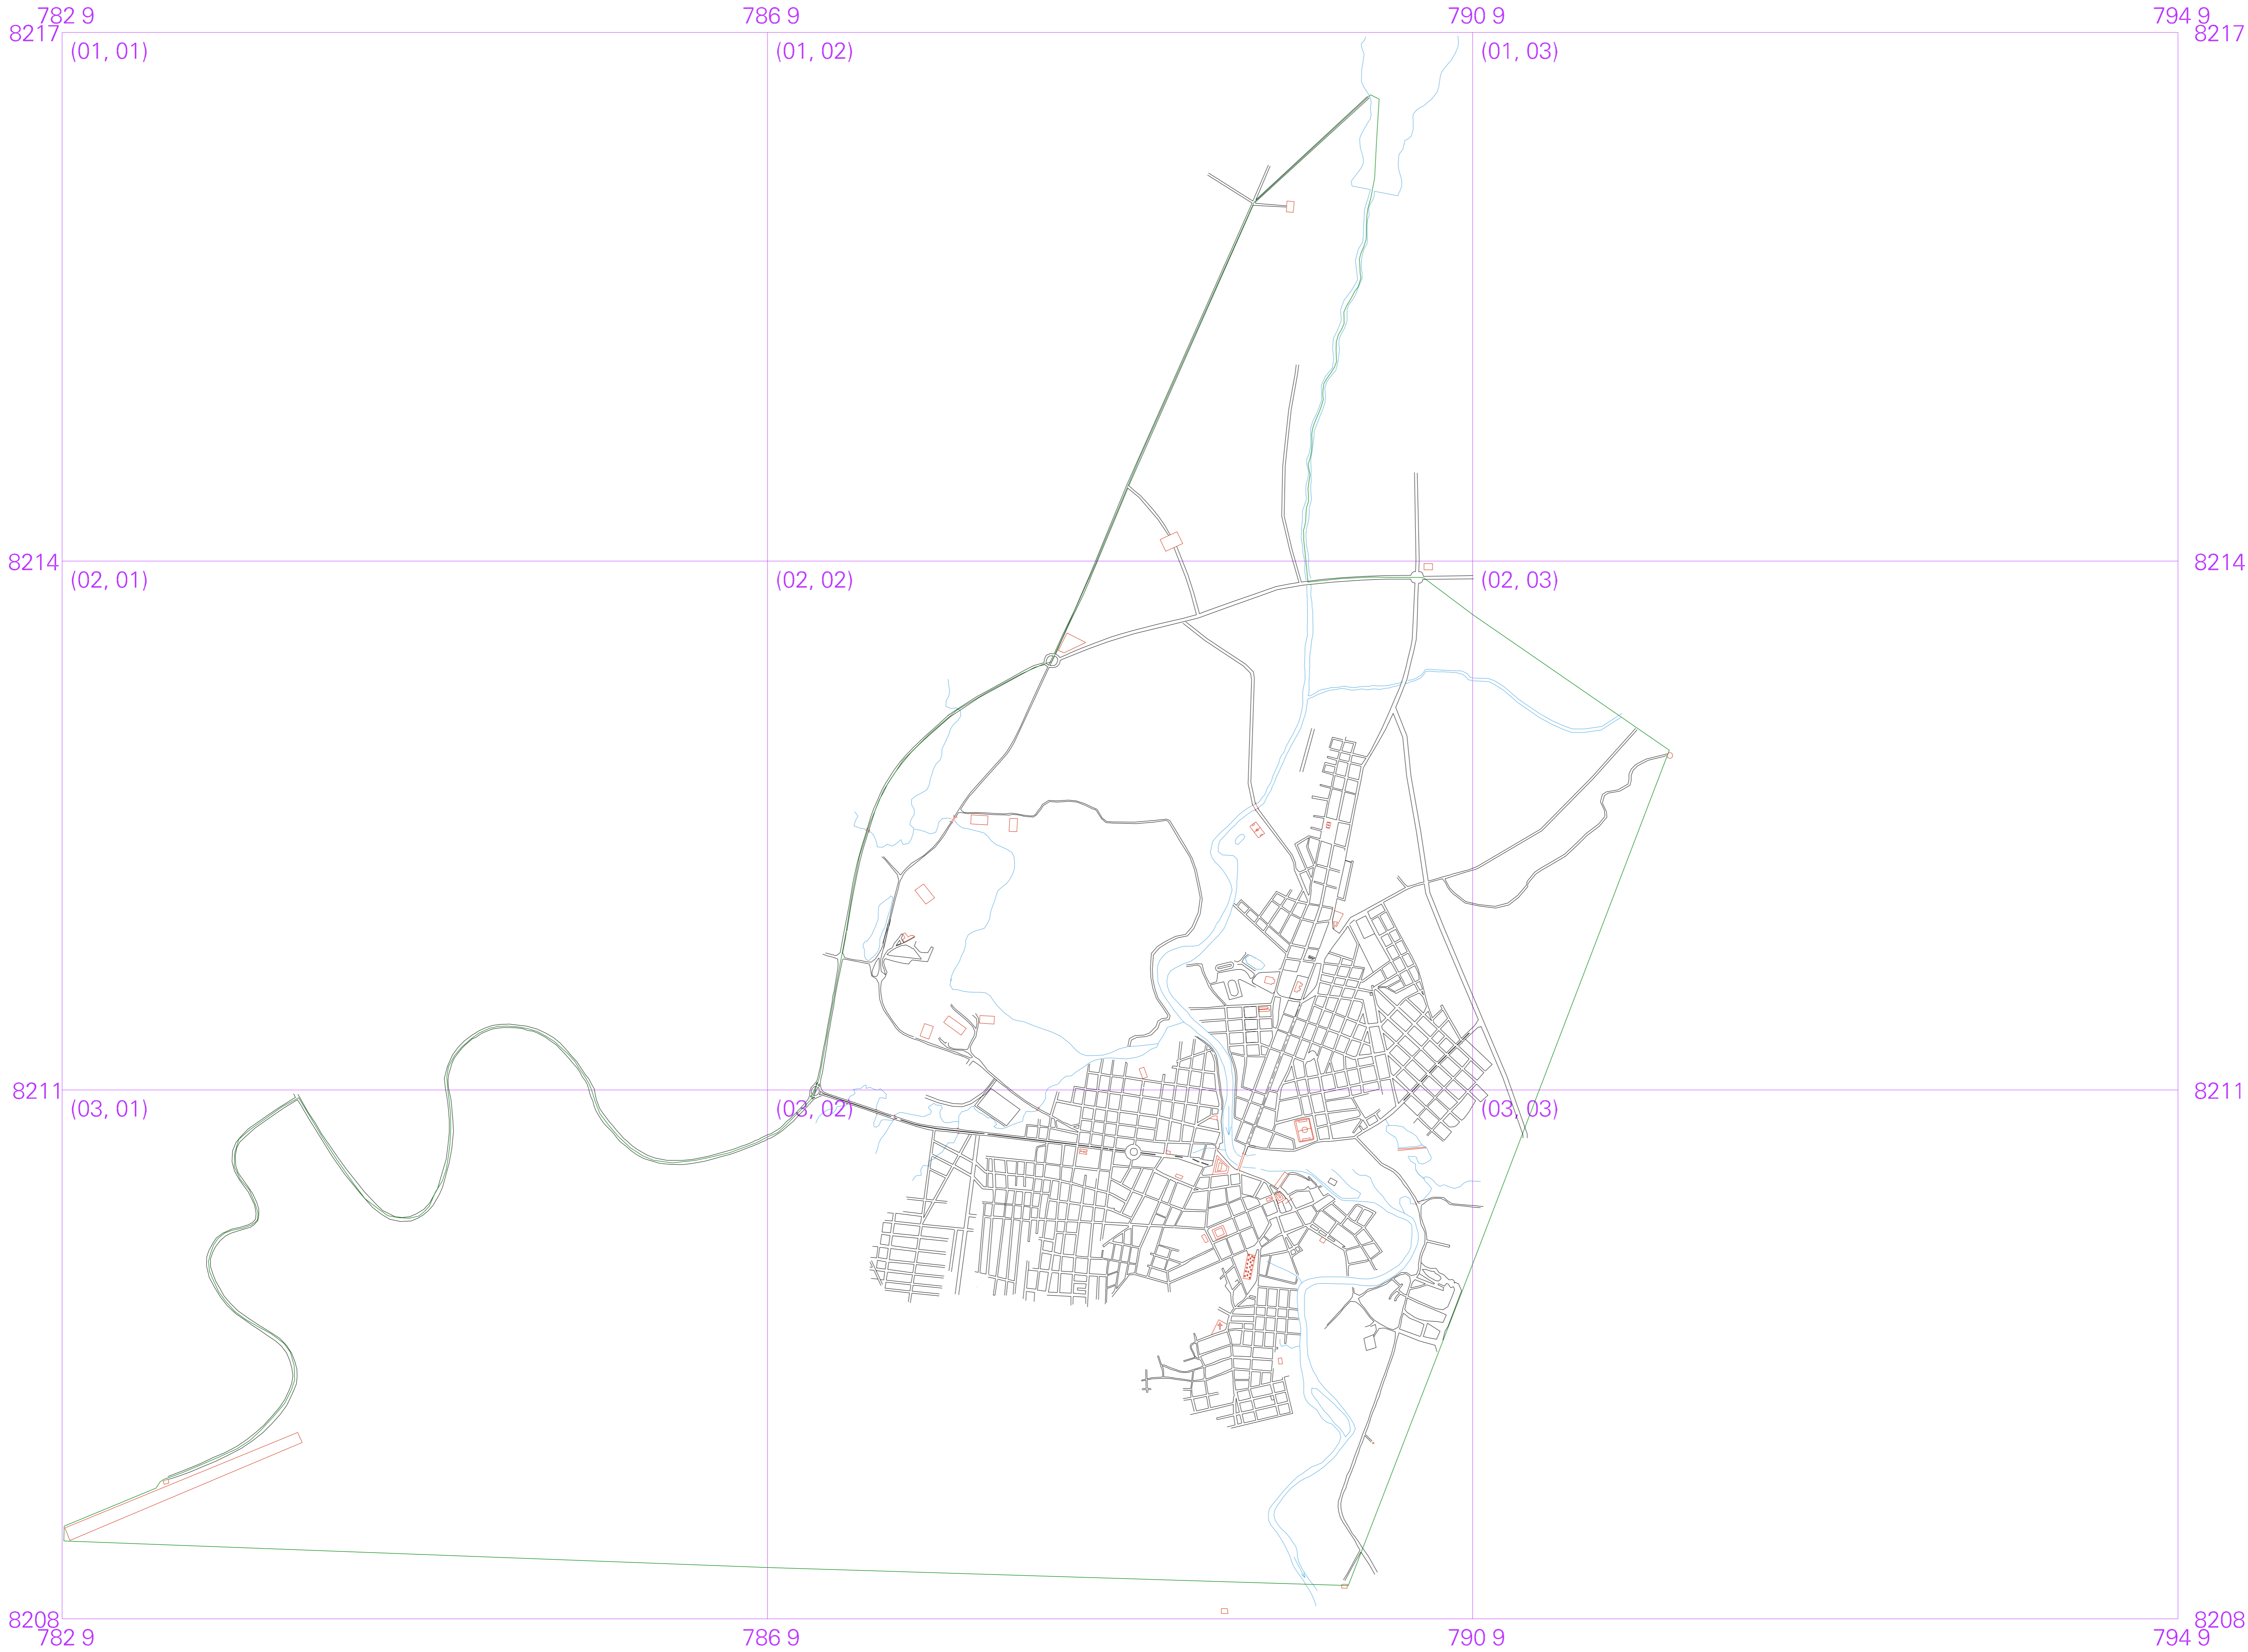 782 9 786 9 790 9 794 9
8217 8217
(01, 01) (01, 02) (01, 03)
8214 8214
(02, 01) (02, 02) (02, 03)
8211 8211
(03, 01) (03, 02) (03, 03)
8208 8208
782 9 786 9 790 9 794 9